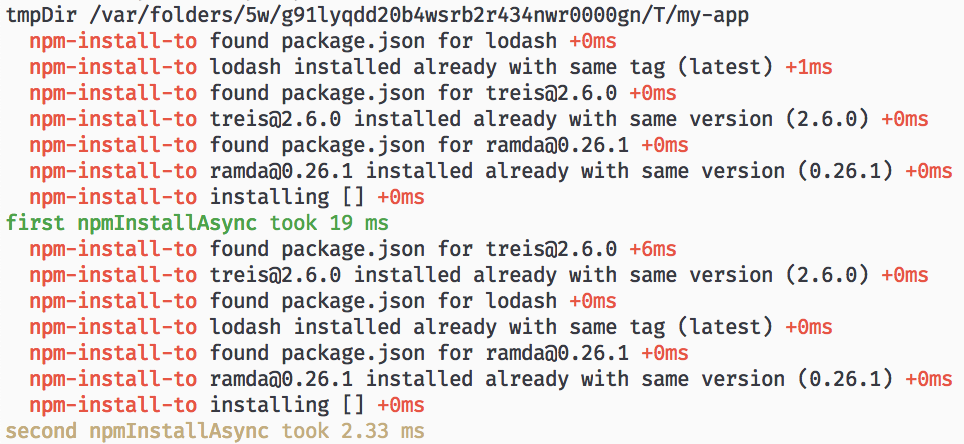 tmpDir /var/folders/5w/g91lyqdd20b4wsrb2r434nwr0000gn/T/my-app
npm-install-to found package.json for lodash +0ms
npm-install-to lodash installed already with same tag (latest) +1ms
npm-install-to found package.json for treis@2.6.0 +0ms
npm-install-to treis@2.6.0 installed already with same version (2.6.0) +0ms
npm-install-to found package.json for ramda@0.26.1 +0ms
npm-install-to ramda@0.26.1 installed already with same version (0.26.1) +0ms
npm-install-to installing [] +0ms
first npmInstallAsync took 19 ms
npm-install-to found package.json for treis@2.6.0 +6ms
npm-install-to treis@2.6.0 installed already with same version (2.6.0) +0ms
npm-install-to found package.json for lodash +0ms
npm-install-to lodash installed already with same tag (latest) +0ms
npm-install-to found package.json for ramda@0.26.1 +0ms
npm-install-to ramda@0.26.1 installed already with same version (0.26.1) +0ms
npm-install-to installing [] +0ms
second npmInstallAsync took 2.33 ms